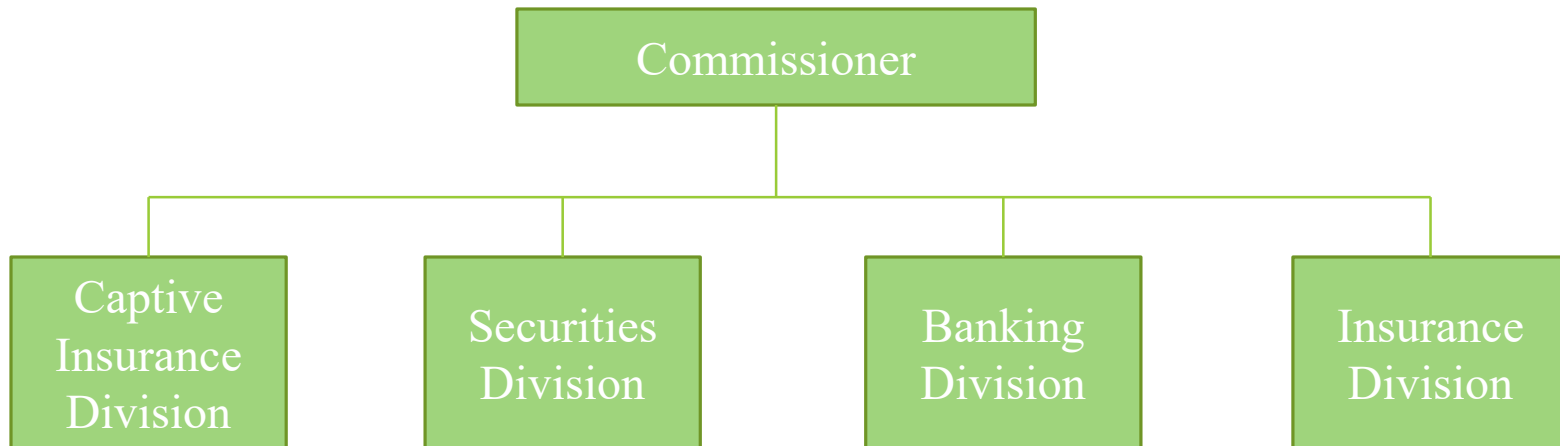 Commissioner
Captive
Insurance
Division
Securities
Division
Banking
Division
Insurance
Division